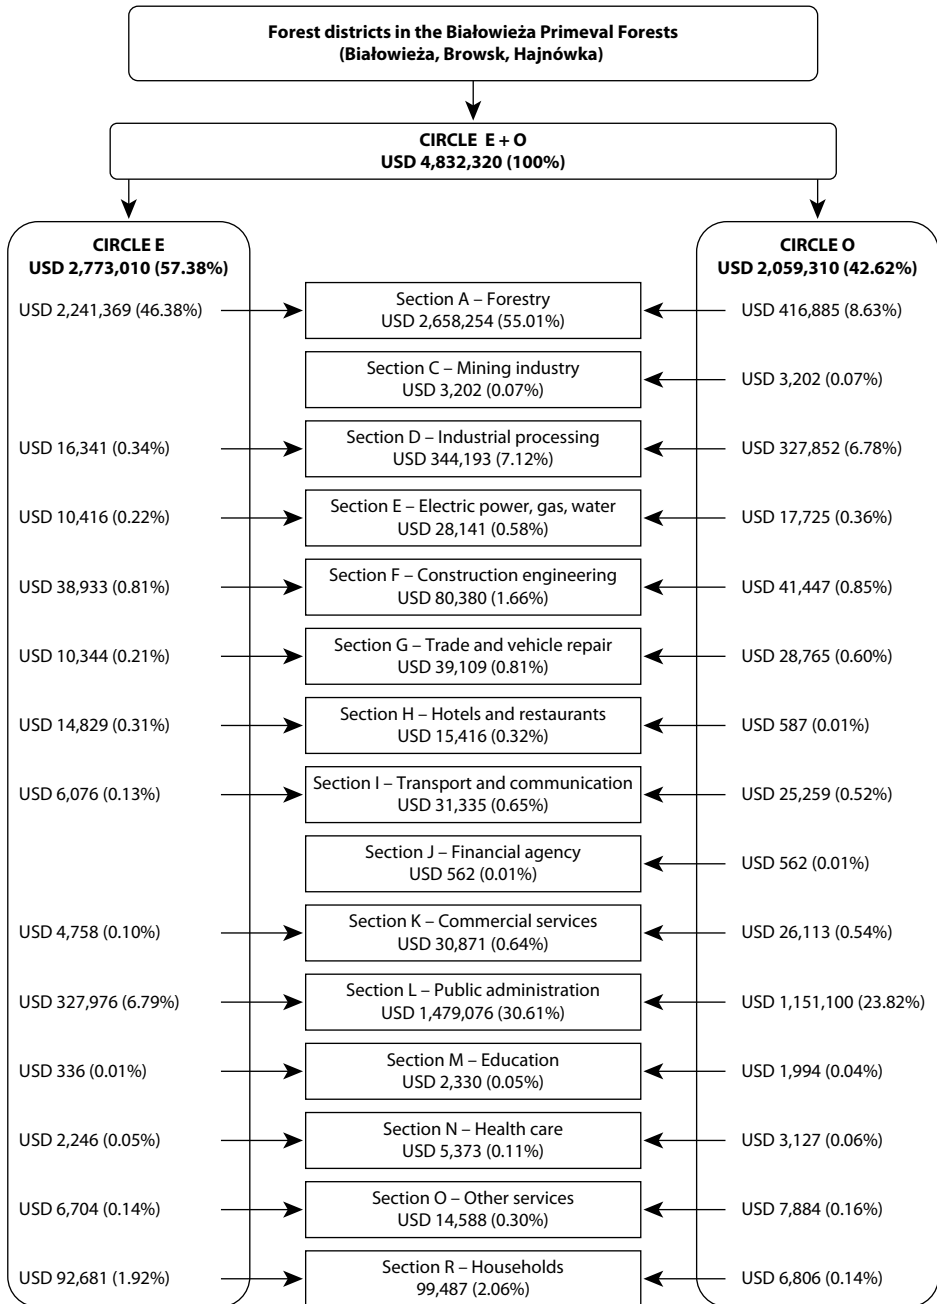 Forest districts in the Białowieża Primeval Forests
(Białowieża, Browsk, Hajnówka)
CIRCLE E + O
USD 4,832,320 (100%)
CIRCLE E
USD 2,773,010 (57.38%)
CIRCLE O
USD 2,059,310 (42.62%)
USD 2,241,369 (46.38%)
Section A – Forestry
USD 2,658,254 (55.01%)
USD 416,885 (8.63%)
Section C – Mining industry
USD 3,202 (0.07%)
USD 3,202 (0.07%)
USD 16,341 (0.34%)
Section D – Industrial processing
USD 344,193 (7.12%)
USD 327,852 (6.78%)
USD 10,416 (0.22%)
Section E – Electric power, gas, water
USD 28,141 (0.58%)
USD 17,725 (0.36%)
USD 38,933 (0.81%)
Section F – Construction engineering
USD 80,380 (1.66%)
USD 41,447 (0.85%)
USD 10,344 (0.21%)
Section G – Trade and vehicle repair
USD 39,109 (0.81%)
USD 28,765 (0.60%)
USD 14,829 (0.31%)
Section H – Hotels and restaurants
USD 15,416 (0.32%)
USD 587 (0.01%)
USD 6,076 (0.13%)
Section I – Transport and communication
USD 31,335 (0.65%)
USD 25,259 (0.52%)
Section J – Financial agency
USD 562 (0.01%)
USD 562 (0.01%)
USD 4,758 (0.10%)
Section K – Commercial services
USD 30,871 (0.64%)
USD 26,113 (0.54%)
USD 327,976 (6.79%)
Section L – Public administration
USD 1,479,076 (30.61%)
USD 1,151,100 (23.82%)
USD 336 (0.01%)
Section M – Education
USD 2,330 (0.05%)
USD 1,994 (0.04%)
USD 2,246 (0.05%)
Section N – Health care
USD 5,373 (0.11%)
USD 3,127 (0.06%)
USD 6,704 (0.14%)
Section O – Other services
USD 14,588 (0.30%)
USD 7,884 (0.16%)
USD 92,681 (1.92%)
Section R – Households
99,487 (2.06%)
USD 6,806 (0.14%)